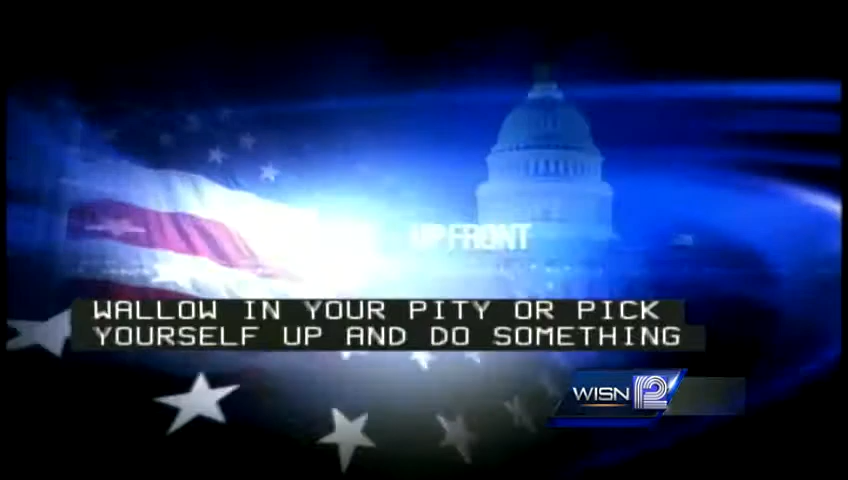 UPFRONT
WALLOW IN YOUR PITY OR PICK
YOURSELF UP AND DO SOMETHING
WISN 12